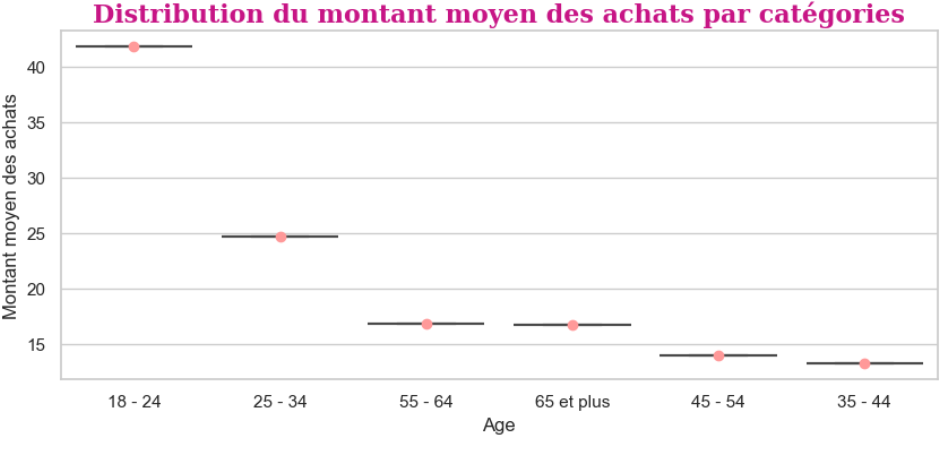 Distribution du montant moyen des achats par catégories
Montant moyen des achats
40
35
30
25
20
15
18 - 24
25 - 34
55 - 64
65 et plus
45 - 54
35 - 44
Age